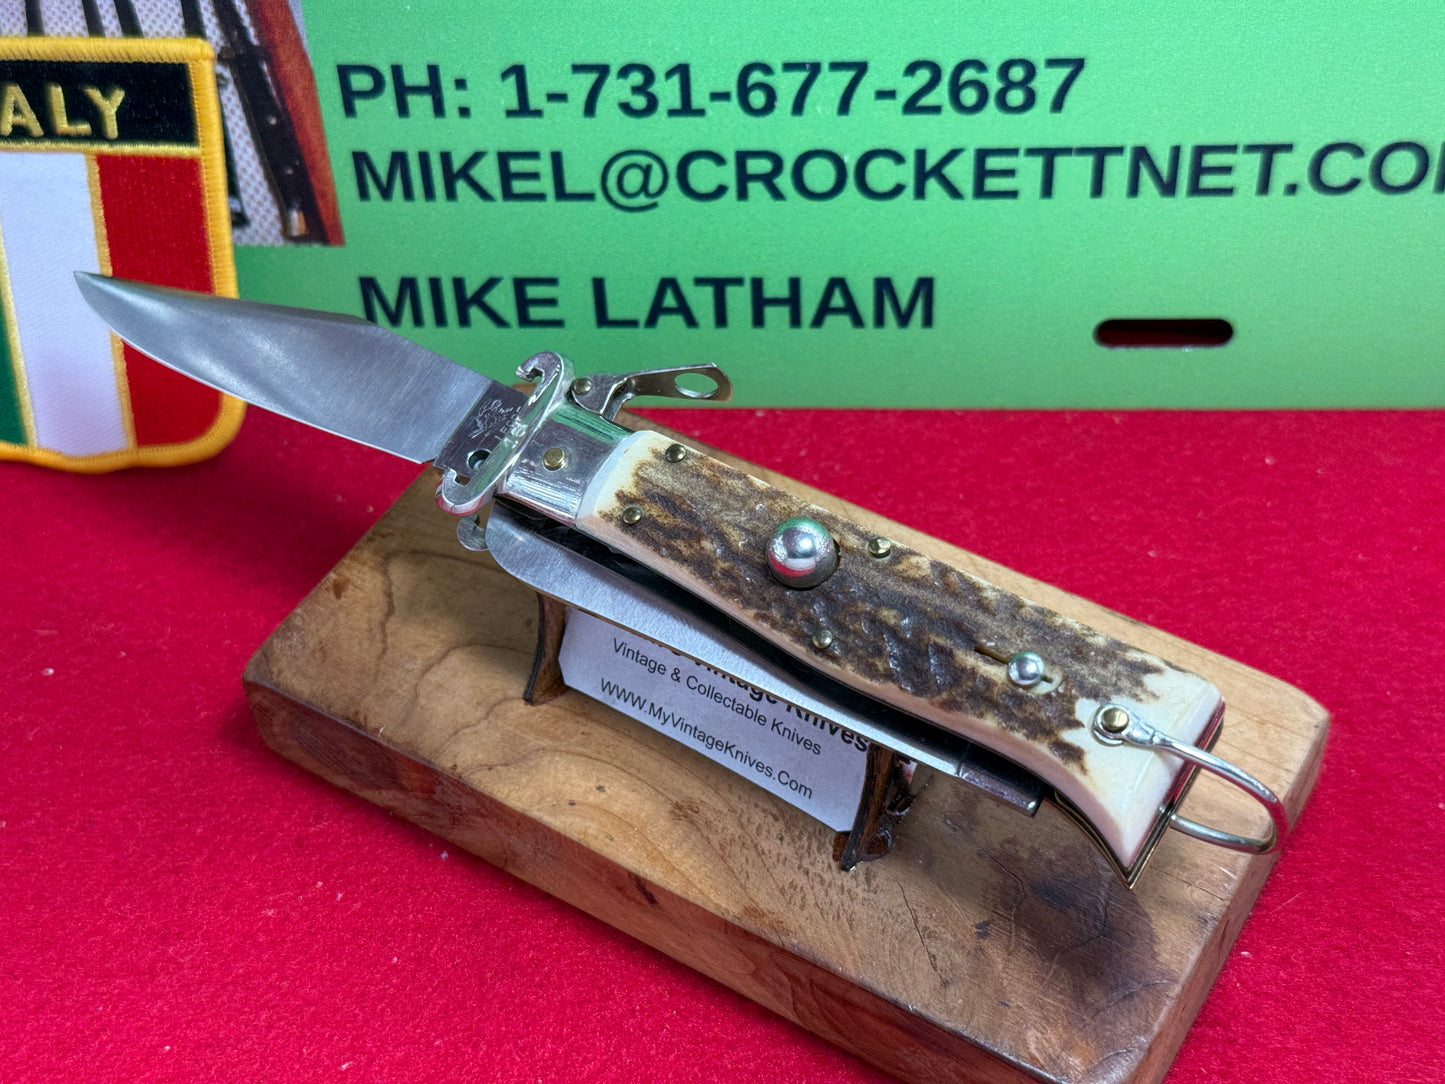 ALY
PH: 1-731-677-2687
MIKEL@CROCKETTNET.CO
MIKE LATHAM
Vintage Knives
Vintage & Collectable Knives
www.MyVintageKnives.Com